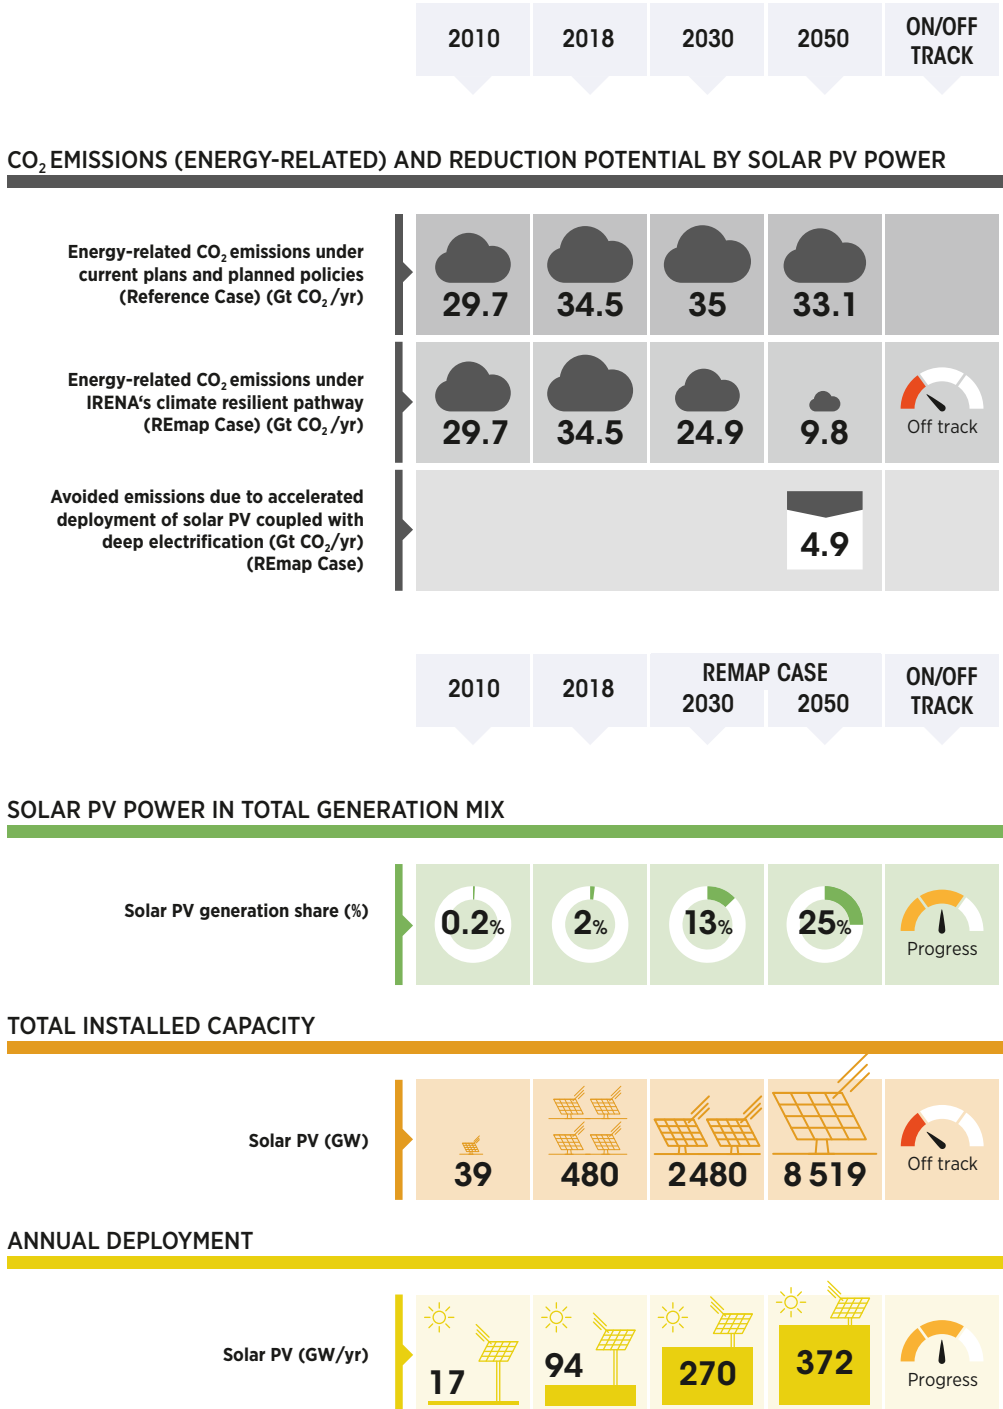 2010 2018 2030 2050 ON/OFF TRACK
CO₂ EMISSIONS (ENERGY-RELATED) AND REDUCTION POTENTIAL BY SOLAR PV POWER
Energy-related CO₂ emissions under
current plans and planned policies
(Reference Case) (Gt CO₂/yr)
29.7 34.5 35 33.1
Energy-related CO₂ emissions under
IRENA‘s climate resilient pathway
(REmap Case) (Gt CO₂/yr)
29.7 34.5 24.9 9.8 Off track
Avoided emissions due to accelerated
deployment of solar PV coupled with
deep electrification (Gt CO₂/yr)
(REmap Case)
4.9
REMAP CASE
2010 2018 2030 2050 ON/OFF TRACK
SOLAR PV POWER IN TOTAL GENERATION MIX
Solar PV generation share (%)
0.2% 2% 13% 25% Progress
TOTAL INSTALLED CAPACITY
Solar PV (GW)
39 480 2 480 8 519 Off track
ANNUAL DEPLOYMENT
Solar PV (GW/yr)
17 94 270 372 Progress